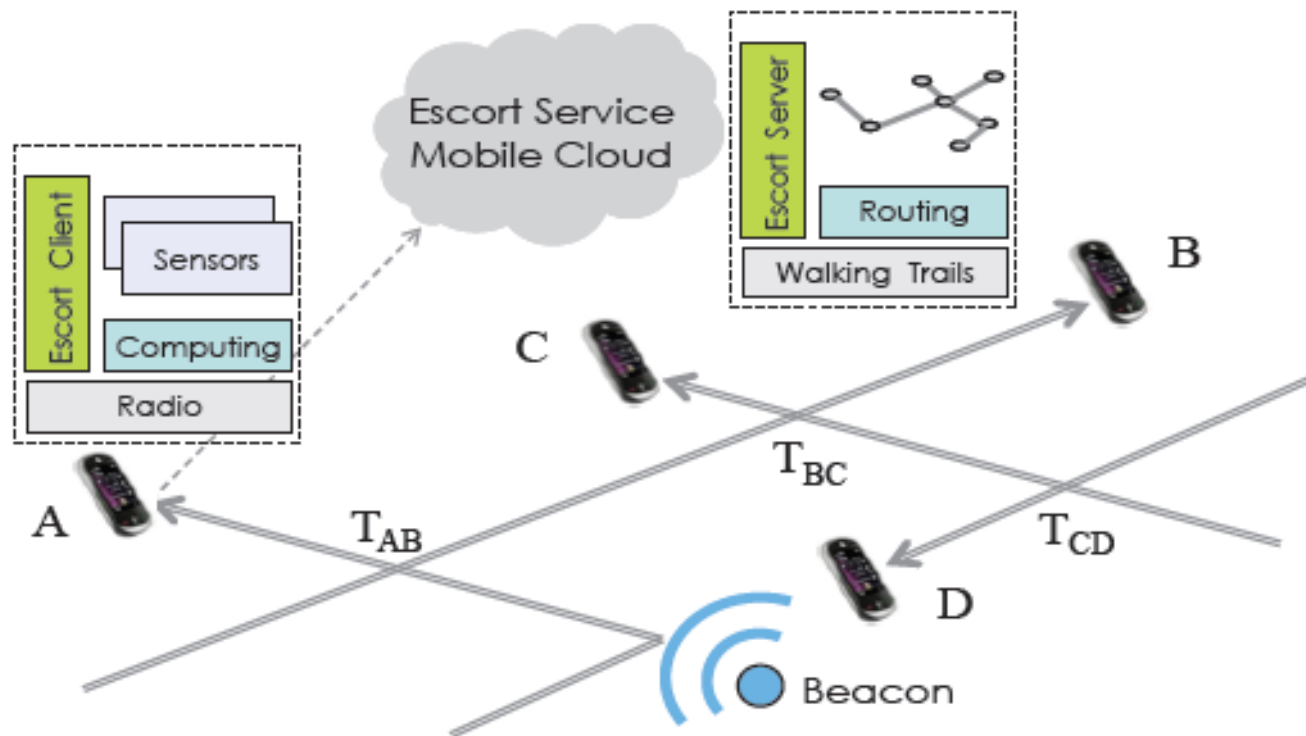 Escort Service
Mobile Cloud
Escort Server
Routing
Walking Trails
Escort Client
Sensors
Computing
Radio
A
B
C
D
T_AB
T_BC
T_CD
Beacon